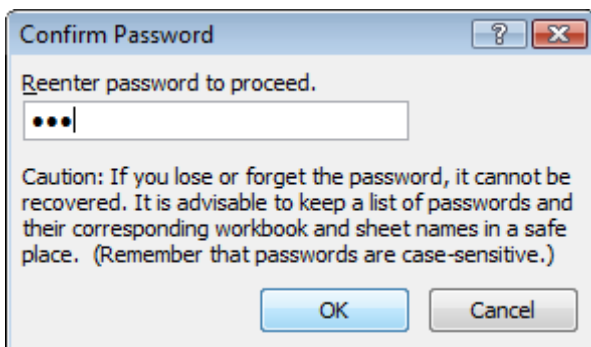 Confirm Password
Reenter password to proceed.
•••
Caution: If you lose or forget the password, it cannot be
recovered. It is advisable to keep a list of passwords and
their corresponding workbook and sheet names in a safe
place.  (Remember that passwords are case-sensitive.)
OK Cancel